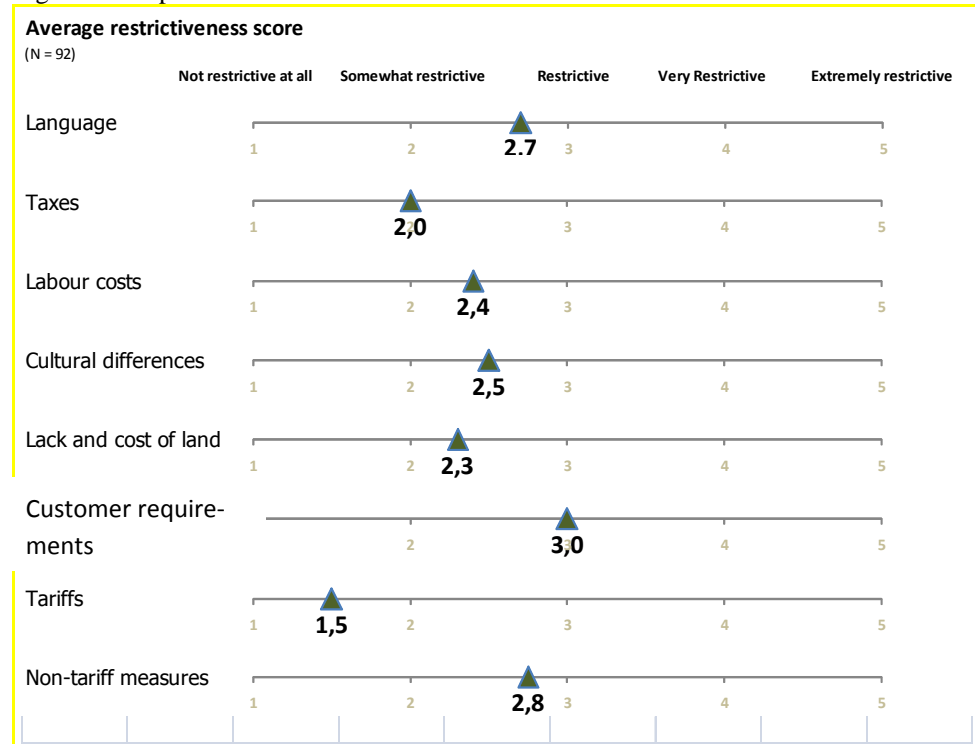 Average restrictiveness score
(N = 92)
Not restrictive at all Somewhat restrictive Restrictive Very Restrictive Extremely restrictive
Language
1 2 3 4 5
2,7
Taxes
1 2 3 4 5
2,0
Labour costs
1 2 3 4 5
2,4
Cultural differences
1 2 3 4 5
2,5
Lack and cost of land
1 2 3 4 5
2,3
Customer require-
ments
2 3 4 5
3,0
Tariffs
1 2 3 4 5
1,5
Non-tariff measures
1 2 3 4 5
2,8